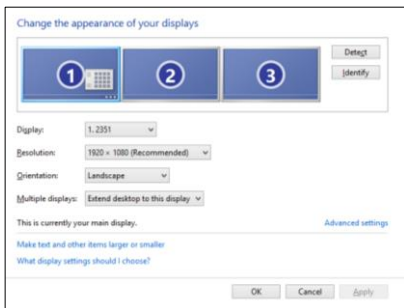 Change the appearance of your displays
1 2 3
Detect
Identify
Display: 1. 2351
Resolution: 1920 × 1080 (Recommended)
Orientation: Landscape
Multiple displays: Extend desktop to this display
This is currently your main display. Advanced settings
Make text and other items larger or smaller
What display settings should I choose?
OK Cancel Apply